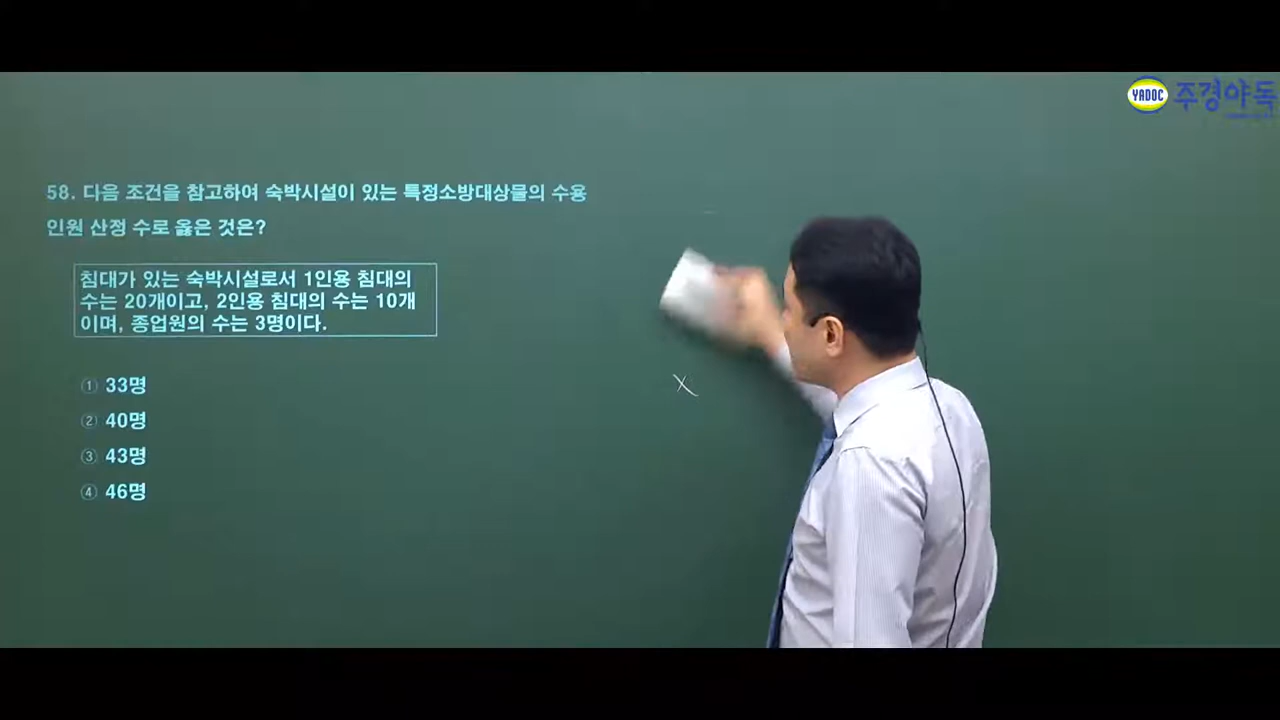 YADOC 주경야독
58. 다음 조건을 참고하여 숙박시설이 있는 특정소방대상물의 수용
인원 산정 수로 옳은 것은?
침대가 있는 숙박시설로서 1인용 침대의
수는 20개이고, 2인용 침대의 수는 10개
이며, 종업원의 수는 3명이다.
① 33명
② 40명
③ 43명
④ 46명